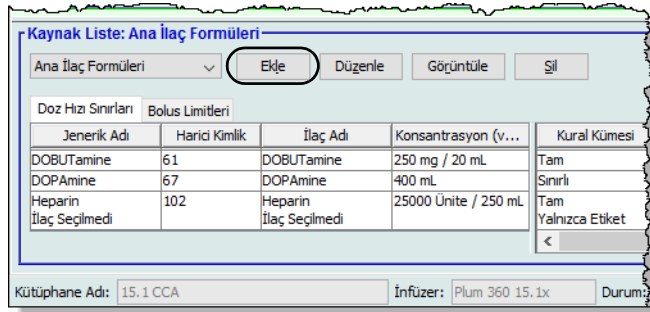 Kaynak Liste: Ana İlaç Formüleri
Ana İlaç Formüleri Ekle Düzenle Görüntüle Sil
Doz Hızı Sınırları Bolus Limitleri
Jenerik Adı Harici Kimlik İlaç Adı Konsantrasyon (v... Kural Kümesi
DOBUTamine 61 DOBUTamine 250 mg / 20 mL Tam
DOPAmine 67 DOPAmine 400 mL Sınırlı
Heparin 102 Heparin 25000 Ünite / 250 mL Tam
İlaç Seçilmedi İlaç Seçilmedi Yalnızca Etiket
Kütüphane Adı: 15.1 CCA İnfüzer: Plum 360 15.1x Durum: